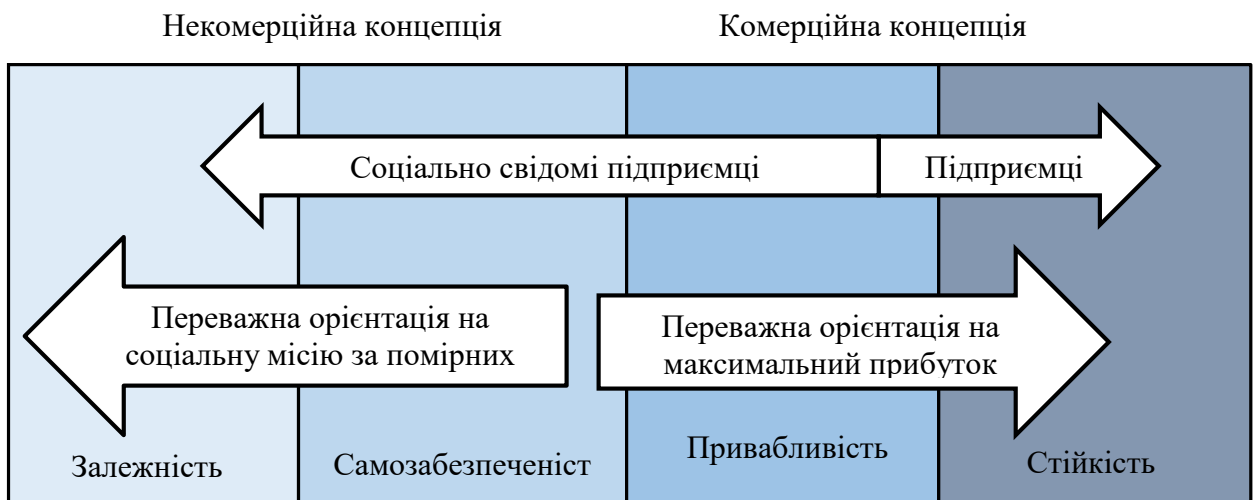 Некомерційна концепція
Комерційна концепція
Соціально свідомі підприємці
Підприємці
Переважна орієнтація на
соціальну місію за помірних
Переважна орієнтація на
максимальний прибуток
Залежність
Самозабезпеченіст
Привабливість
Стійкість